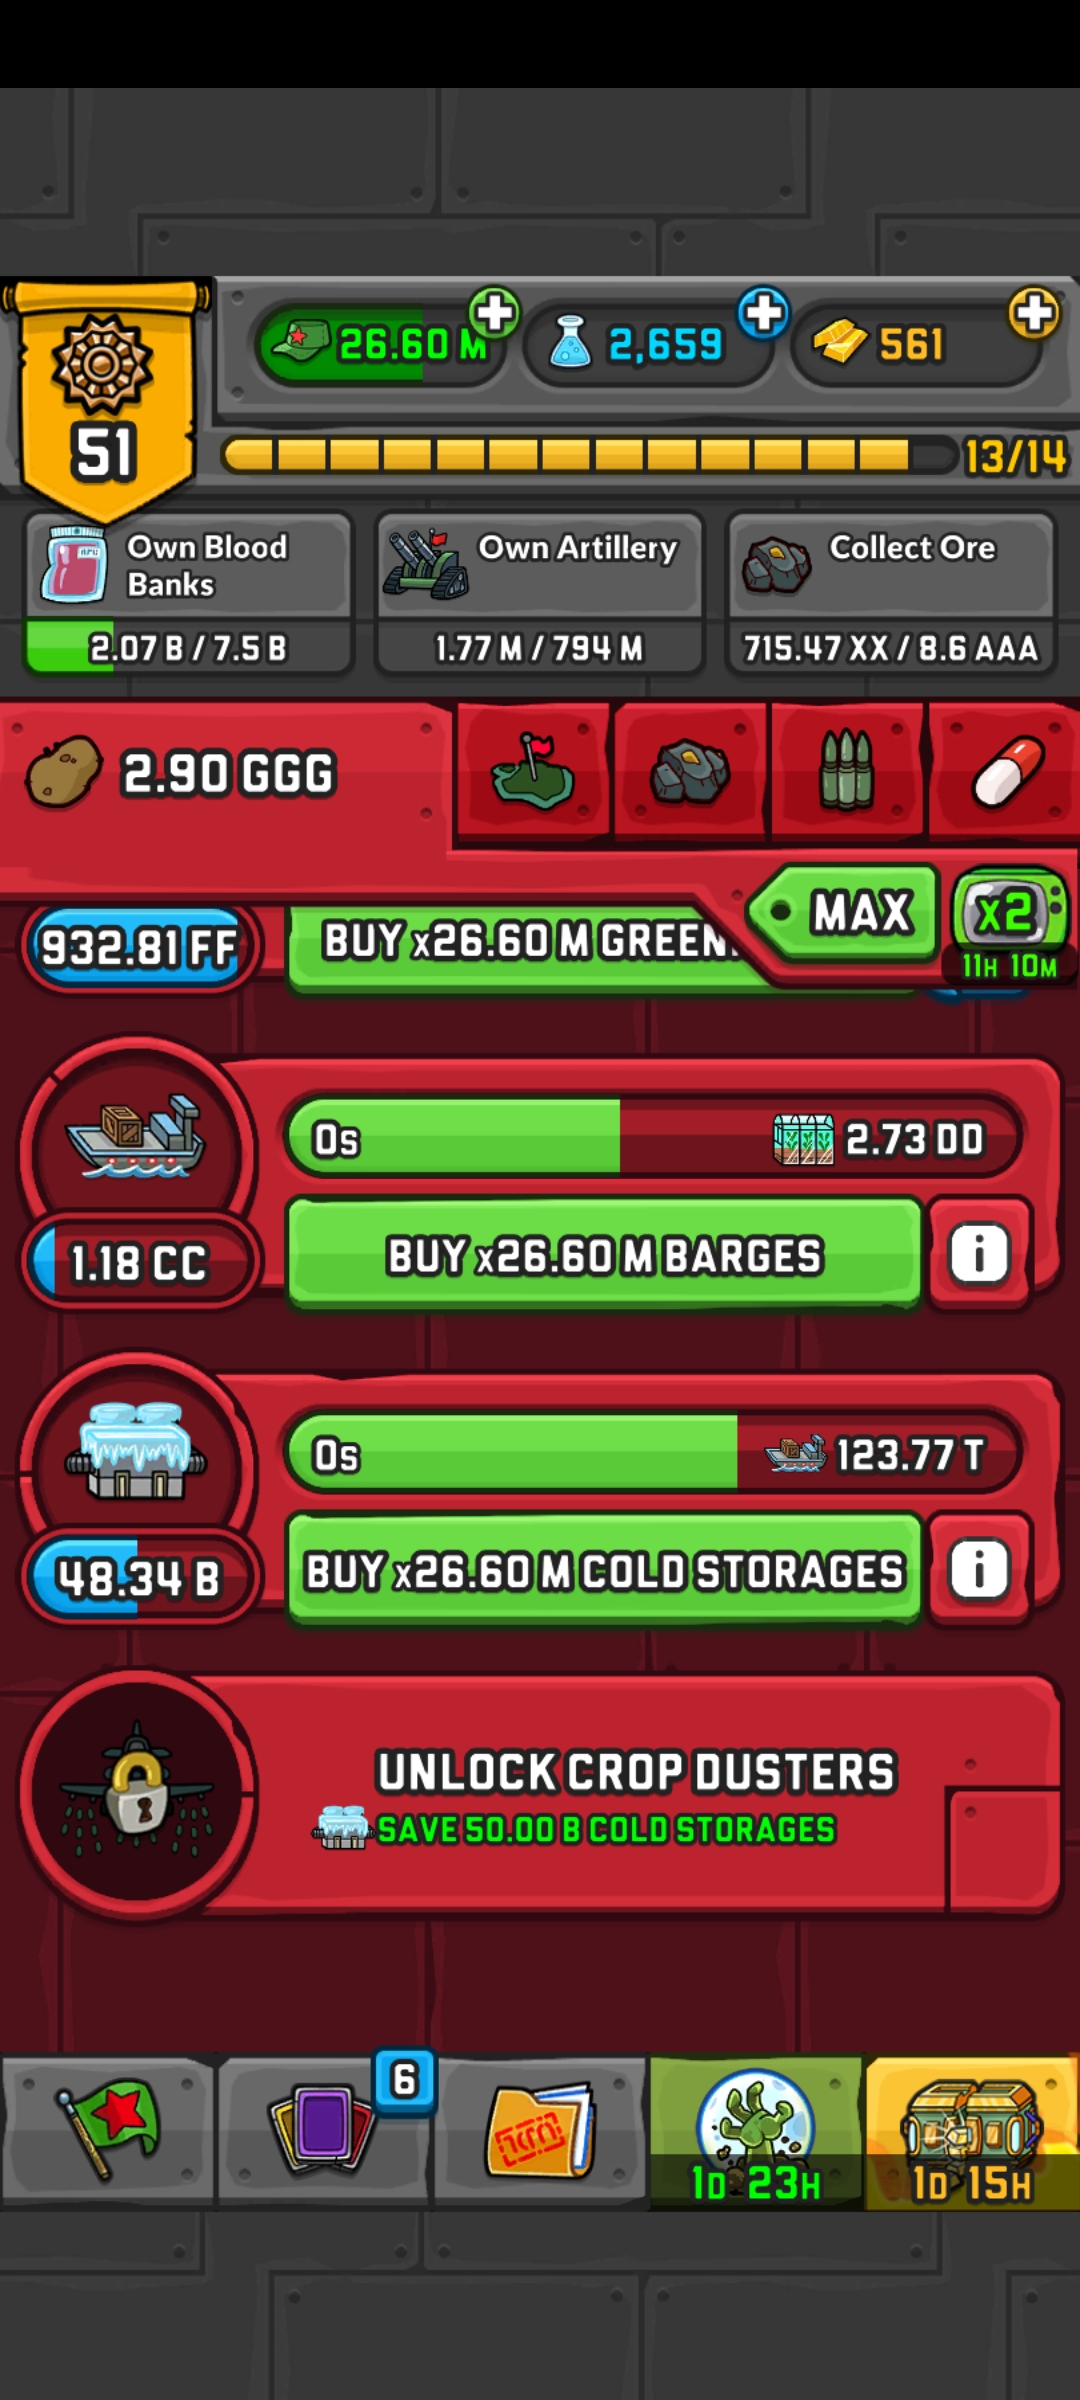 26.60 M
2,659
561
51
13/14
Own Blood
Banks
2.07 B / 7.5 B
Own Artillery
1.77 M / 794 M
Collect Ore
715.47 XX / 8.6 AAA
2.90 GGG
MAX
x2
11H 10M
932.81 FF
BUY x26.60 M GREEN
0s
2.73 DD
1.18 CC
BUY x26.60 M BARGES
i
0s
123.77 T
48.34 B
BUY x26.60 M COLD STORAGES
i
UNLOCK CROP DUSTERS
SAVE 50.00 B COLD STORAGES
6
1D 23H
1D 15H